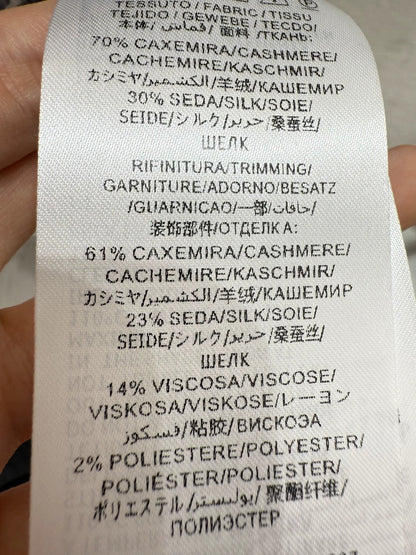 TESSUTO / FABRIC / TISSU
TEJIDO / GEWEBE / TECDO/
本体/ قماش / 面料 /ТКАНЬ:
70% CAXEMIRA/CASHMERE/
CACHEMIRE/KASCHMIR/
カシミヤ/الكشمير/羊绒/КАШЕМИР
30% SEDA/SILK/SOIE/
SEIDE/シルク/حرير/桑蚕丝/
ШЕЛК
RIFINITURA/TRIMMING/
GARNITURE/ADORNO/BESATZ
/GUARNICAO/一部/حافات/
装饰部件/ОТДЕЛКА:
61% CAXEMIRA/CASHMERE/
CACHEMIRE/KASCHMIR/
カシミヤ/الكشمير/羊绒/КАШЕМИР
23% SEDA/SILK/SOIE/
SEIDE/シルク/حرير/桑蚕丝/
ШЕЛК
14% VISCOSA/VISCOSE/
VISKOSA/VISKOSE/レーヨン
/فسكوز/粘胶/ВИСКОЭА
2% POLIESTERE/POLYESTER/
POLIÉSTER/POLIESTER/
ポリエステル/بوليستر/聚酯纤维/
ПОЛИЭСТЕР